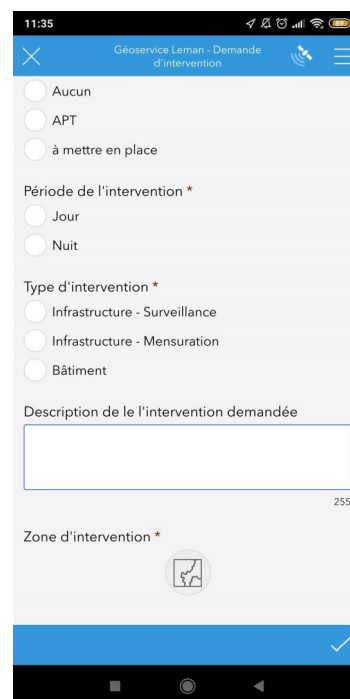 11:35
89
Géoservice Leman - Demande
d'intervention
Aucun
APT
à mettre en place
Période de l'intervention *
Jour
Nuit
Type d'intervention *
Infrastructure - Surveillance
Infrastructure - Mensuration
Bâtiment
Description de le l'intervention demandée
255
Zone d'intervention *